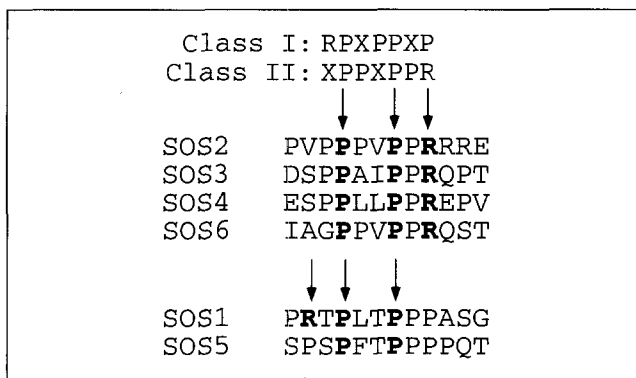 Class I: RPXPPXP
Class II: XPPXPPR
SOS2 PVPPPVPPRRRE
SOS3 DSPPAIPPRQPT
SOS4 ESPPLLPPREPV
SOS6 IAGPPVPPRQST
SOS1 PRTPLTPPPASG
SOS5 SPSPFTPPPPQT